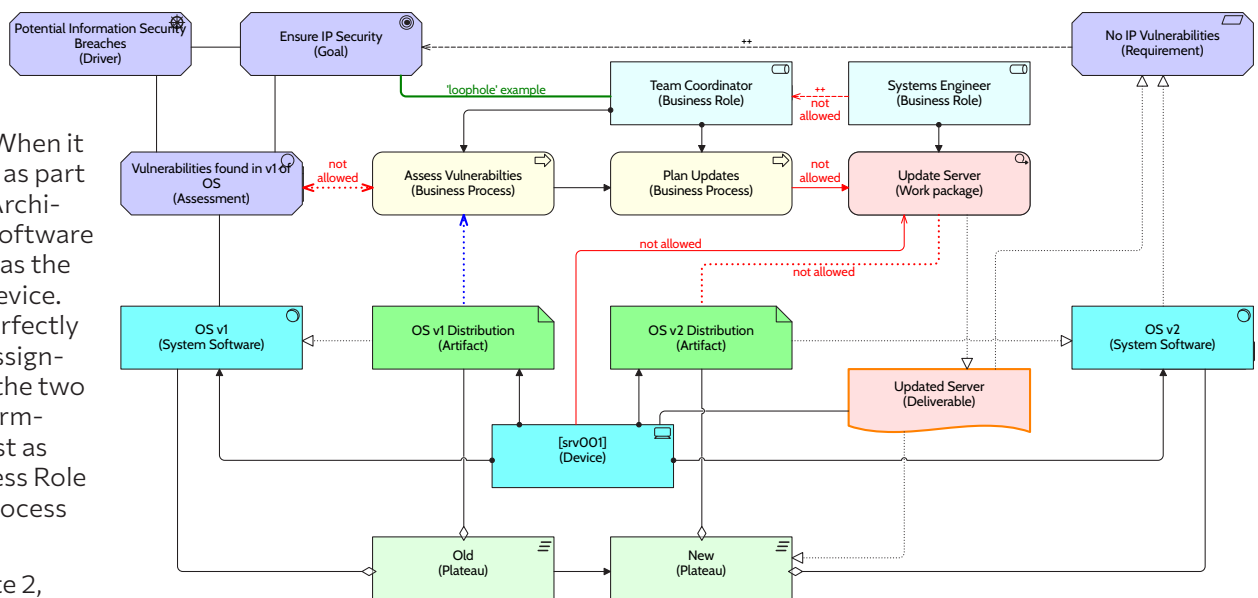 Potential Information Security
Breaches
(Driver)
Ensure IP Security
(Goal)
++
No IP Vulnerabilities
(Requirement)
'loophole' example
Team Coordinator
(Business Role)
++
not
allowed
Systems Engineer
(Business Role)
When it
as part
Archi-
software
as the
evice.
rfectly
ssign-
the two
rm-
st as
ess Role
ocess
te 2,
Vulnerabilities found in v1 of
OS
(Assessment)
not
allowed
Assess Vulnerabilties
(Business Process)
Plan Updates
(Business Process)
not
allowed
Update Server
(Work package)
not allowed
not allowed
OS v1
(System Software)
OS v1 Distribution
(Artifact)
OS v2 Distribution
(Artifact)
OS v2
(System Software)
Updated Server
(Deliverable)
[srv001]
(Device)
Old
(Plateau)
New
(Plateau)